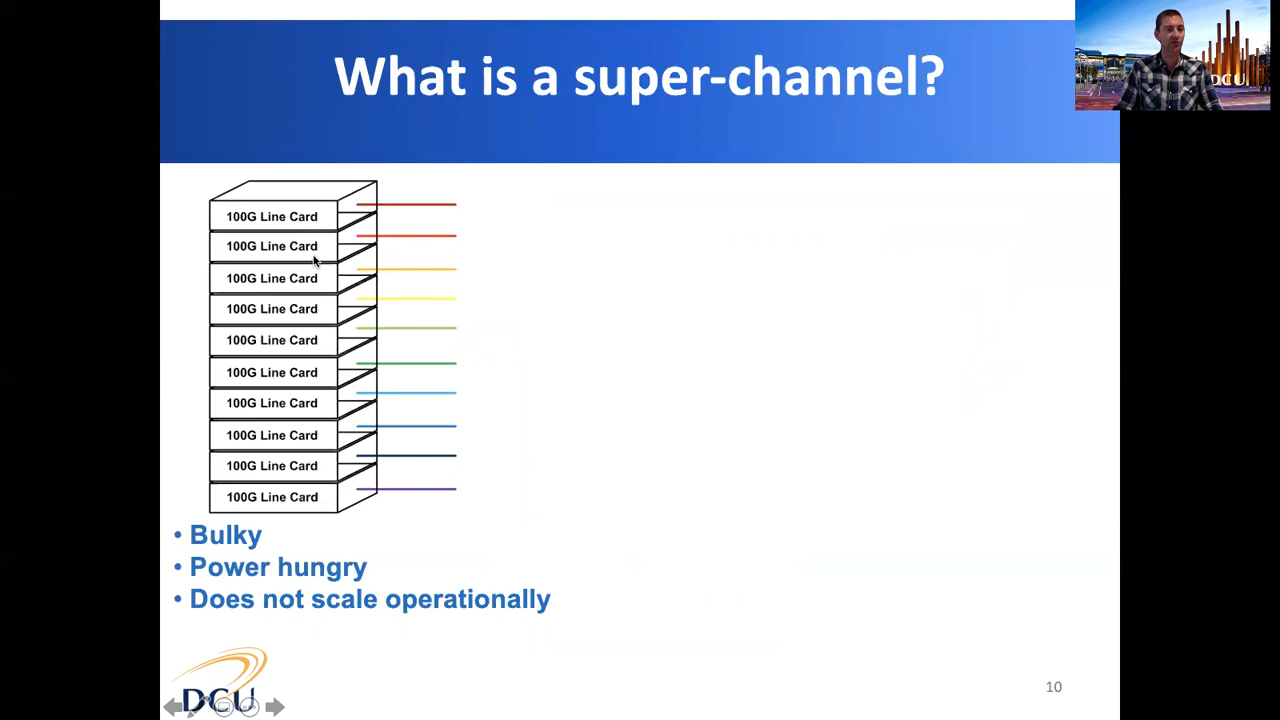 What is a super-channel?
DCU
100G Line Card
100G Line Card
100G Line Card
100G Line Card
100G Line Card
100G Line Card
100G Line Card
100G Line Card
100G Line Card
100G Line Card
• Bulky
• Power hungry
• Does not scale operationally
DCU
10